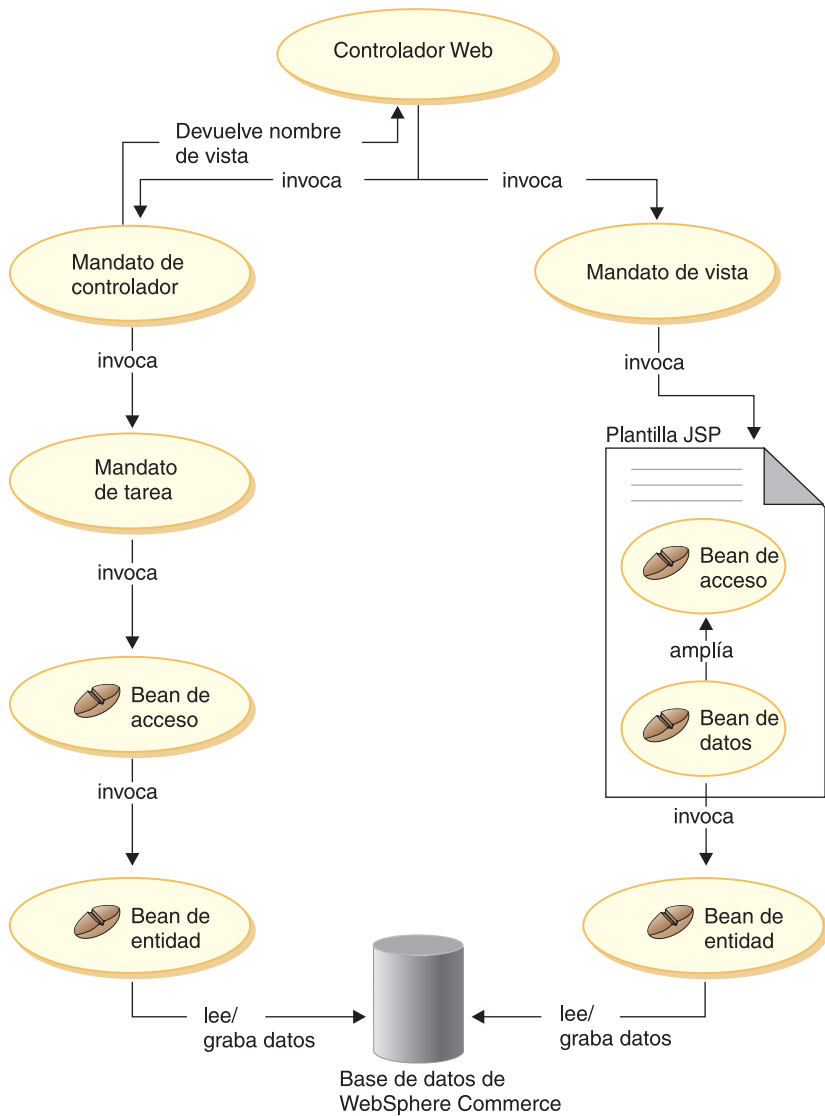 Controlador Web
Devuelve nombre
de vista
invoca
invoca
Mandato de
controlador
Mandato de vista
invoca
invoca
Plantilla JSP
Mandato
de tarea
Bean de
acceso
invoca
amplía
Bean de
acceso
Bean de
datos
invoca
invoca
Bean de
entidad
Bean de
entidad
lee/
graba datos
lee/
graba datos
Base de datos de
WebSphere Commerce